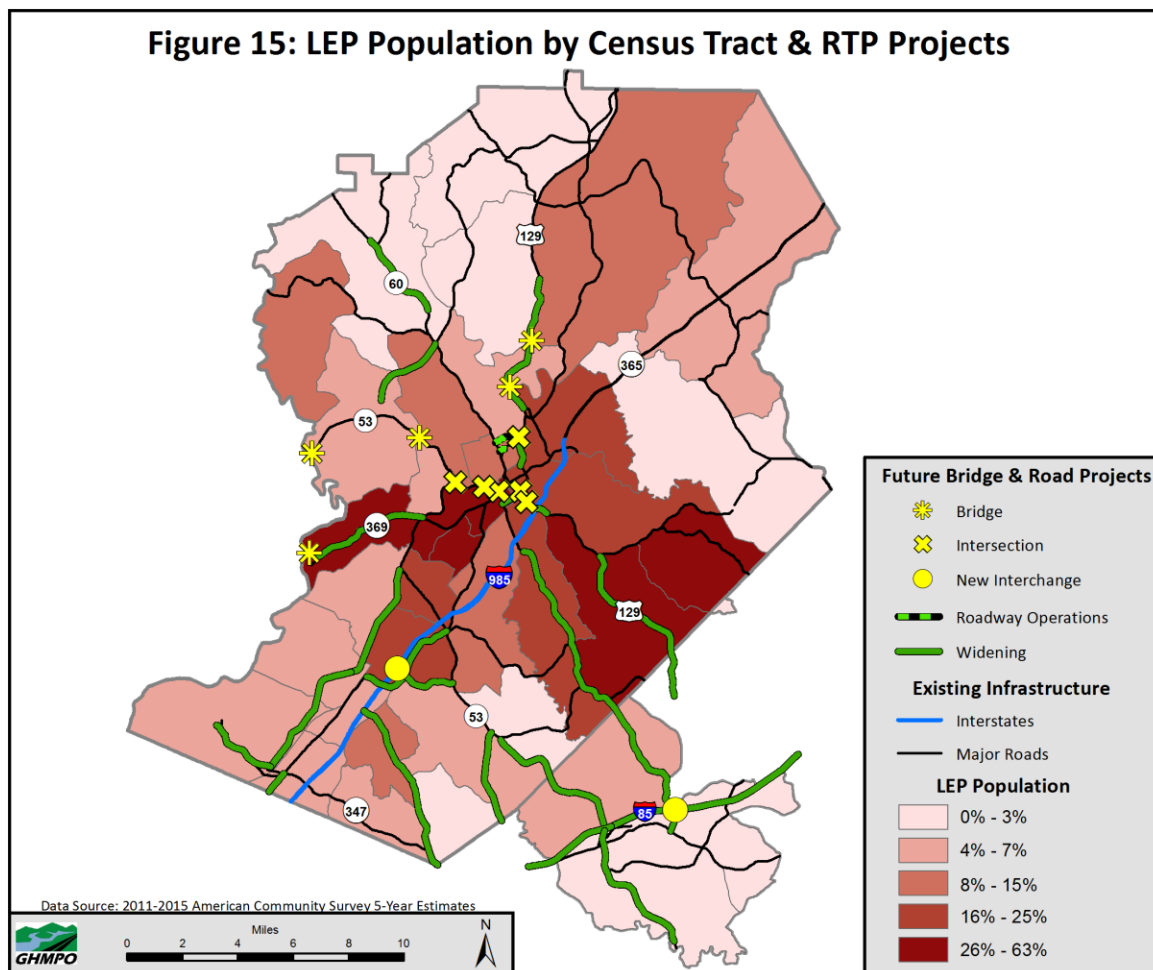 Figure 15: LEP Population by Census Tract & RTP Projects
129
60
365
53
369
985
129
53
347
85
Future Bridge & Road Projects
Bridge
Intersection
New Interchange
Roadway Operations
Widening
Existing Infrastructure
Interstates
Major Roads
LEP Population
0% - 3%
4% - 7%
8% - 15%
16% - 25%
26% - 63%
Data Source: 2011-2015 American Community Survey 5-Year Estimates
GHMPO
Miles
0 2 4 6 8 10
N